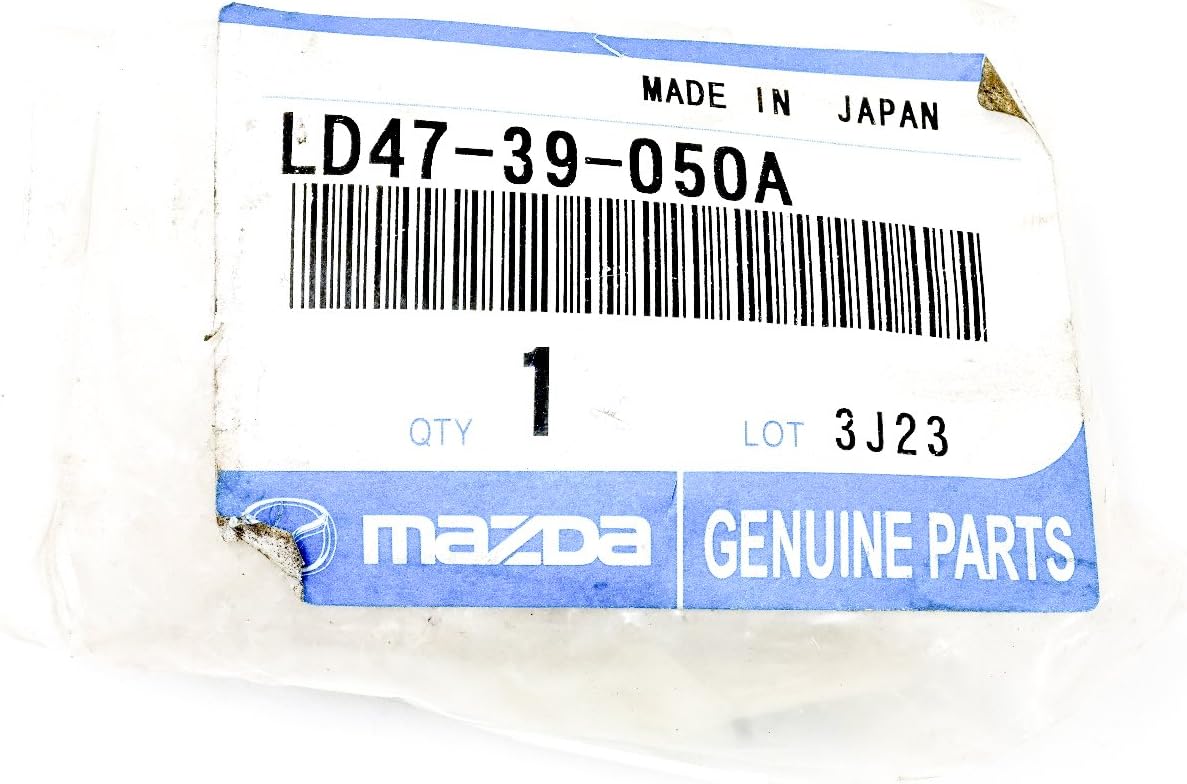 MADE IN JAPAN
LD47-39-050A
QTY 1 LOT 3J23
mazda GENUINE PARTS